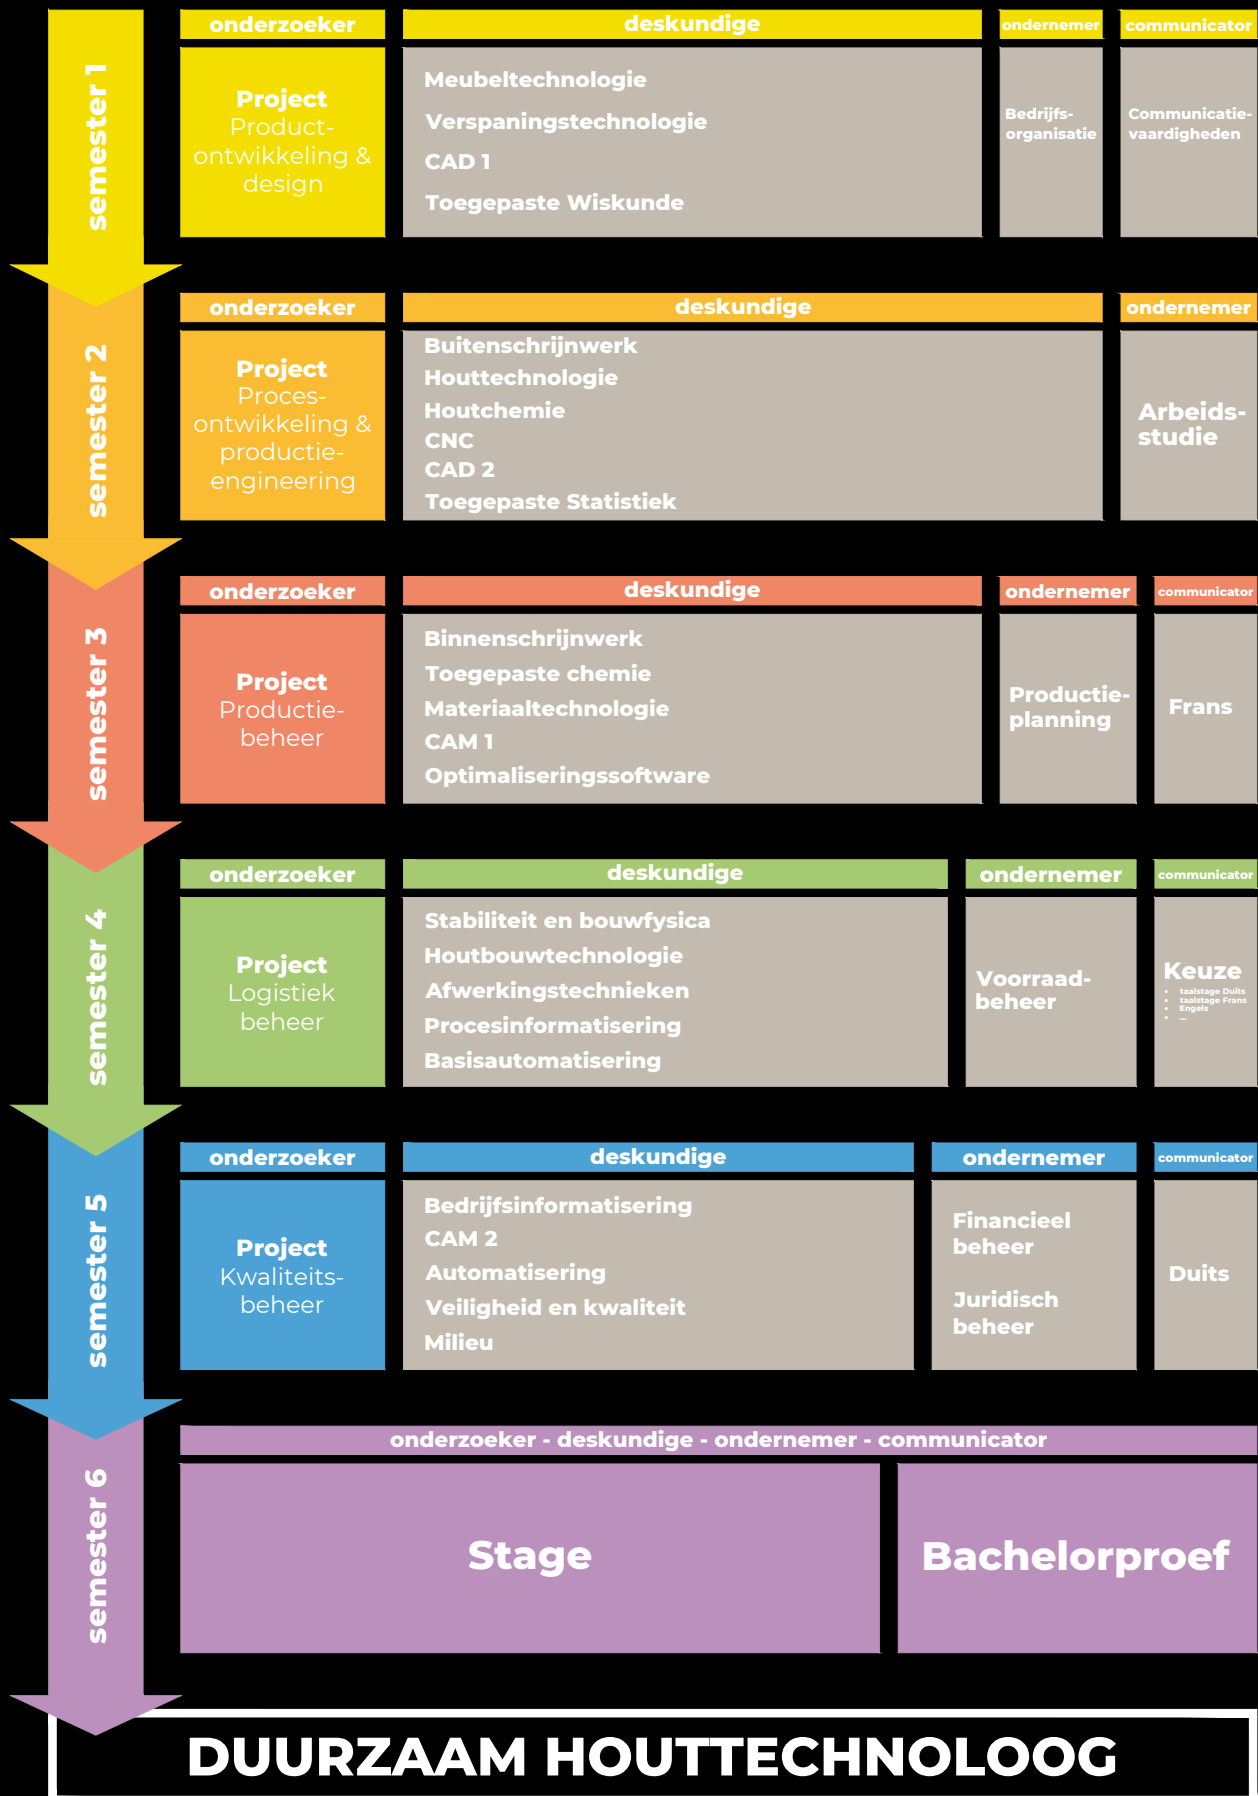 semester 1
onderzoeker
deskundige
ondernemer
communicator
Project
Product-
ontwikkeling &
design
Meubeltechnologie
Verspaningstechnologie
CAD 1
Toegepaste Wiskunde
Bedrijfs-
organisatie
Communicatie-
vaardigheden
semester 2
onderzoeker
deskundige
ondernemer
Project
Proces-
ontwikkeling &
productie-
engineering
Buitenschrijnwerk
Houttechnologie
Houtchemie
CNC
CAD 2
Toegepaste Statistiek
Arbeids-
studie
semester 3
onderzoeker
deskundige
ondernemer
communicator
Project
Productie-
beheer
Binnenschrijnwerk
Toegepaste chemie
Materiaaltechnologie
CAM 1
Optimaliseringssoftware
Productie-
planning
Frans
semester 4
onderzoeker
deskundige
ondernemer
communicator
Project
Logistiek
beheer
Stabiliteit en bouwfysica
Houtbouwtechnologie
Afwerkingstechnieken
Procesinformatisering
Basisautomatisering
Voorraad-
beheer
Keuze
• taalstage Duits
• taalstage Frans
• Engels
• ...
semester 5
onderzoeker
deskundige
ondernemer
communicator
Project
Kwaliteits-
beheer
Bedrijfsinformatisering
CAM 2
Automatisering
Veiligheid en kwaliteit
Milieu
Financieel
beheer
Juridisch
beheer
Duits
semester 6
onderzoeker - deskundige - ondernemer - communicator
Stage
Bachelorproef
DUURZAAM HOUTTECHNOLOOG